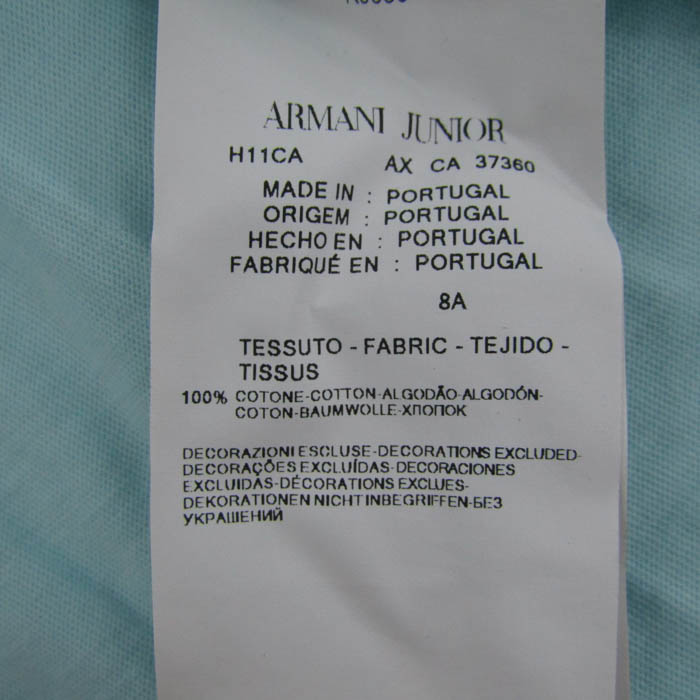 ARMANI JUNIOR
H11CA AX CA 37360
MADE IN : PORTUGAL
ORIGEM : PORTUGAL
HECHO EN : PORTUGAL
FABRIQUÉ EN : PORTUGAL
8A
TESSUTO - FABRIC - TEJIDO -
TISSUS
100% COTONE-COTTON-ALGODÃO-ALGODÓN-
COTON-BAUMWOLLE-ХЛОПОК
DECORAZIONI ESCLUSE-DECORATIONS EXCLUDED-
DECORAÇÕES EXCLUÍDAS-DECORACIONES
EXCLUIDAS-DÉCORATIONS EXCLUES-
DEKORATIONEN NICHT INBEGRIFFEN-БЕЗ
УКРАШЕНИЙ